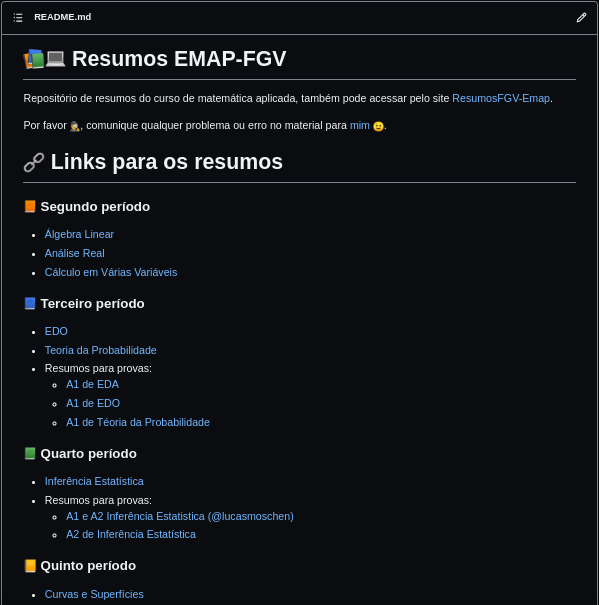 README.md
Resumos EMAP-FGV
Repositório de resumos do curso de matemática aplicada, também pode acessar pelo site ResumosFGV-Emap.
Por favor 🕵, comunique qualquer problema ou erro no material para mim 😐.
Links para os resumos
Segundo período
Álgebra Linear
Análise Real
Cálculo em Várias Variáveis
Terceiro período
EDO
Teoria da Probabilidade
Resumos para provas:
A1 de EDA
A1 de EDO
A1 de Téoria da Probabilidade
Quarto período
Inferência Estatística
Resumos para provas:
A1 e A2 Inferência Estatistica (@lucasmoschen)
A2 de Inferência Estatística
Quinto período
Curvas e Superfícies